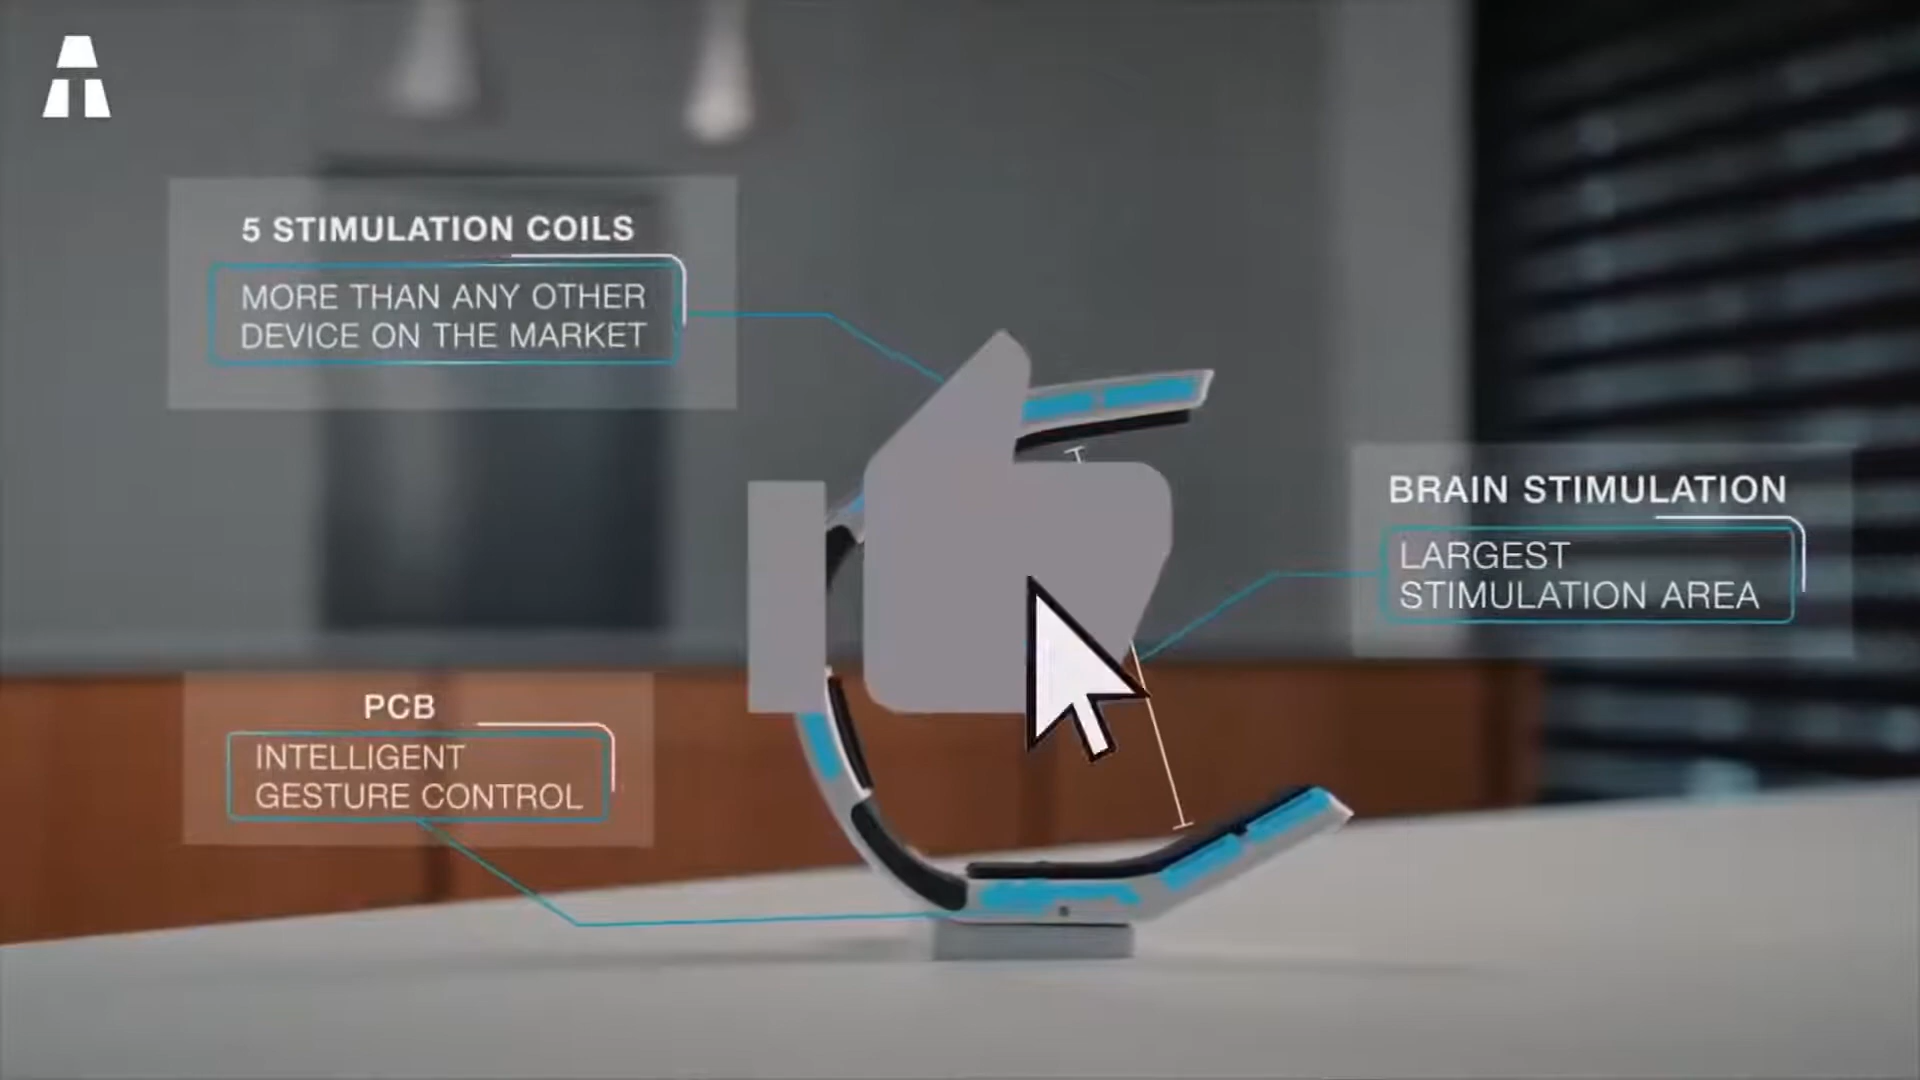 5 STIMULATION COILS
MORE THAN ANY OTHER
DEVICE ON THE MARKET
BRAIN STIMULATION
LARGEST
STIMULATION AREA
PCB
INTELLIGENT
GESTURE CONTROL